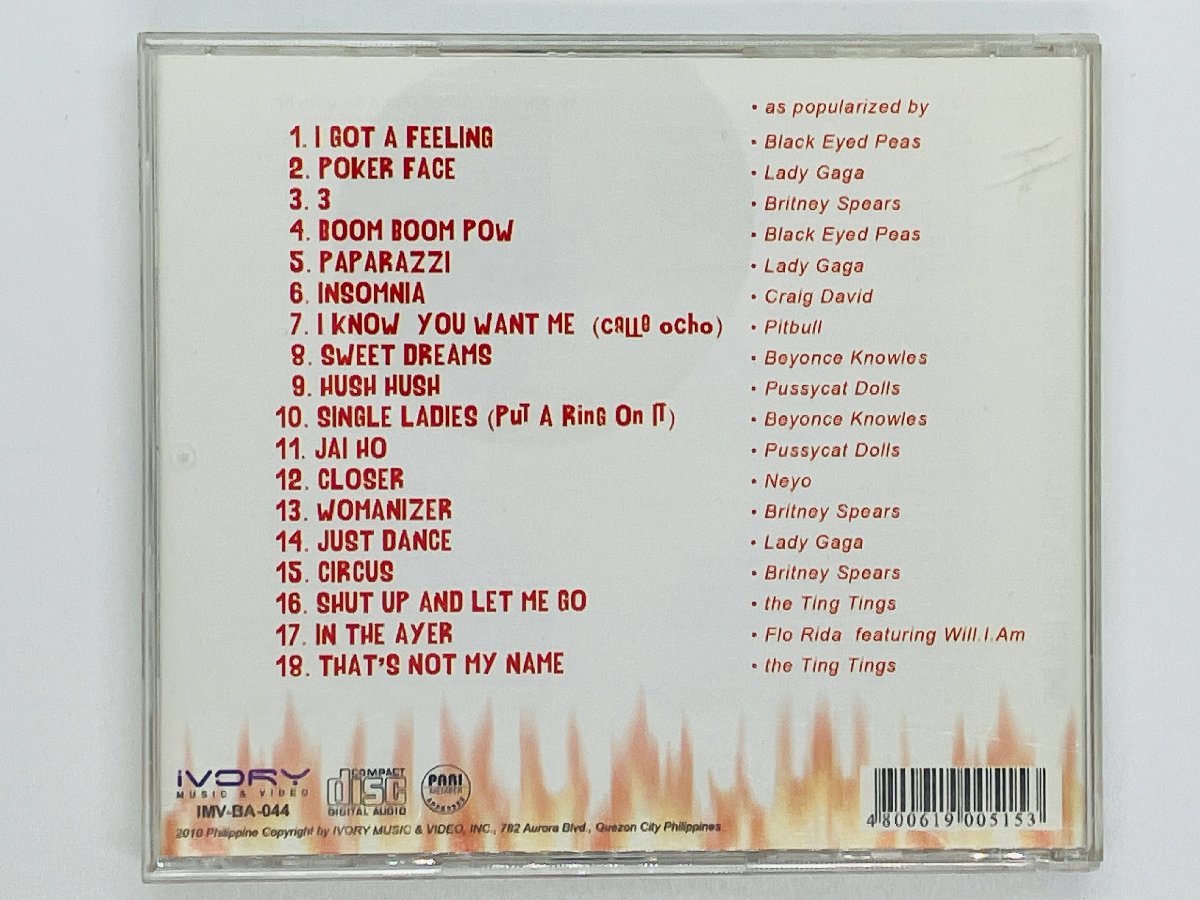 • as popularized by
1. I GOT A FEELING • Black Eyed Peas
2. POKER FACE • Lady Gaga
3. 3 • Britney Spears
4. BOOM BOOM POW • Black Eyed Peas
5. PAPARAZZI • Lady Gaga
6. INSOMNIA • Craig David
7. I KNOW YOU WANT ME (CALLE OCHO) • Pitbull
8. SWEET DREAMS • Beyonce Knowles
9. HUSH HUSH • Pussycat Dolls
10. SINGLE LADIES (PUT A RinG On IT) • Beyonce Knowles
11. JAI HO • Pussycat Dolls
12. CLOSER • Neyo
13. WOMANIZER • Britney Spears
14. JUST DANCE • Lady Gaga
15. CIRCUS • Britney Spears
16. SHUT UP AND LET ME GO • the Ting Tings
17. IN THE AYER • Flo Rida featuring Will.I.Am
18. THAT'S NOT MY NAME • the Ting Tings
iVORY
MUSIC & VIDEO
IMV-BA-044
COMPACT
disc
DIGITAL AUDIO
PARI
MEMBER
APPROVED
2010 Philippine Copyright by IVORY MUSIC & VIDEO, INC., 782 Aurora Blvd., Quezon City Philippines
4 800619 005153